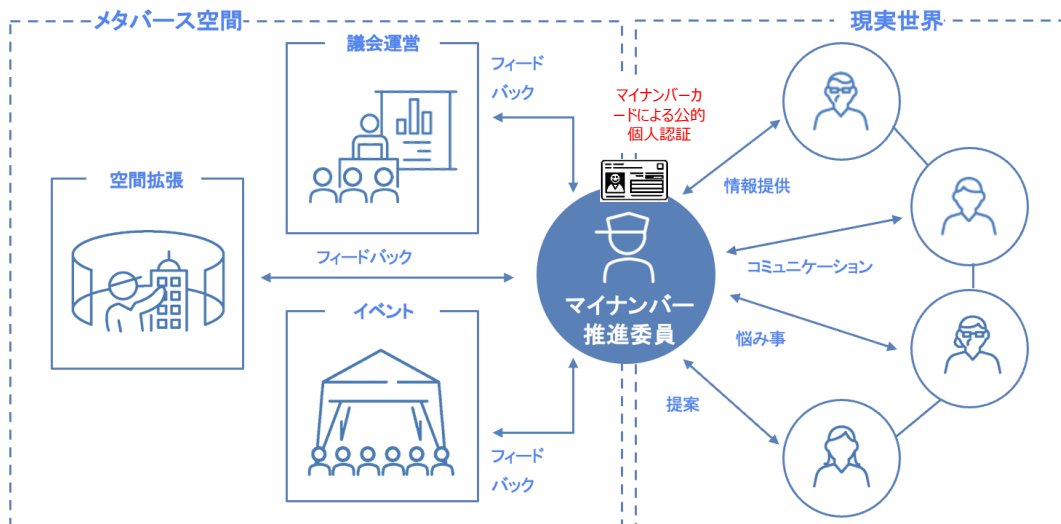 メタバース空間
現実世界
議会運営
フィード
バック
マイナンバーカ
ードによる公的
個人認証
空間拡張
情報提供
フィードバック
コミュニケーション
イベント
マイナンバー
推進委員
悩み事
提案
フィード
バック